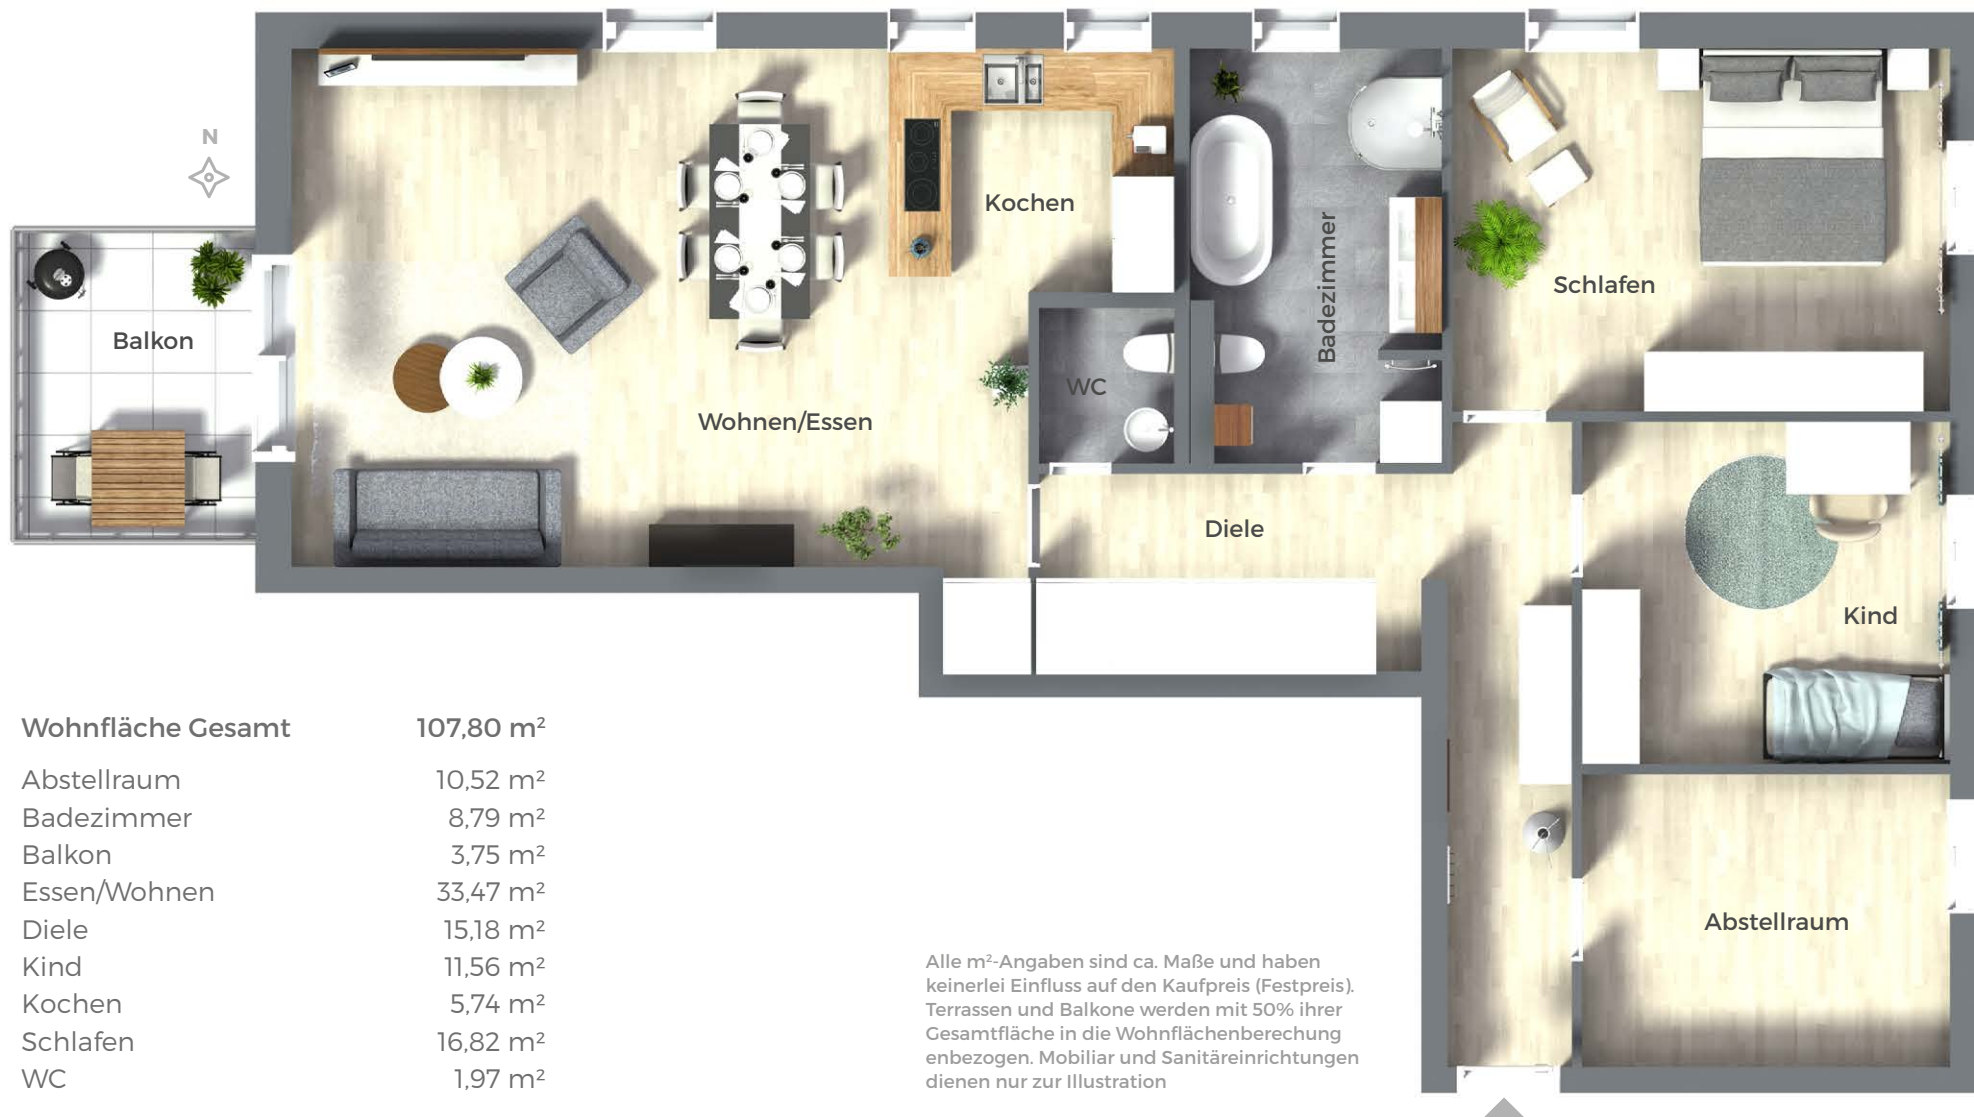 N
Balkon
Wohnen/Essen
Kochen
WC
Badezimmer
Schlafen
Diele
Kind
Abstellraum
Wohnfläche Gesamt 107,80 m²
Abstellraum 10,52 m²
Badezimmer 8,79 m²
Balkon 3,75 m²
Essen/Wohnen 33,47 m²
Diele 15,18 m²
Kind 11,56 m²
Kochen 5,74 m²
Schlafen 16,82 m²
WC 1,97 m²
Alle m²-Angaben sind ca. Maße und haben
keinerlei Einfluss auf den Kaufpreis (Festpreis).
Terrassen und Balkone werden mit 50% ihrer
Gesamtfläche in die Wohnflächenberechung
enbezogen. Mobiliar und Sanitäreinrichtungen
dienen nur zur Illustration